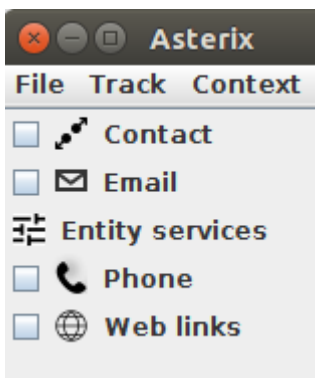 Asterix
File Track Context
Contact
Email
Entity services
Phone
Web links